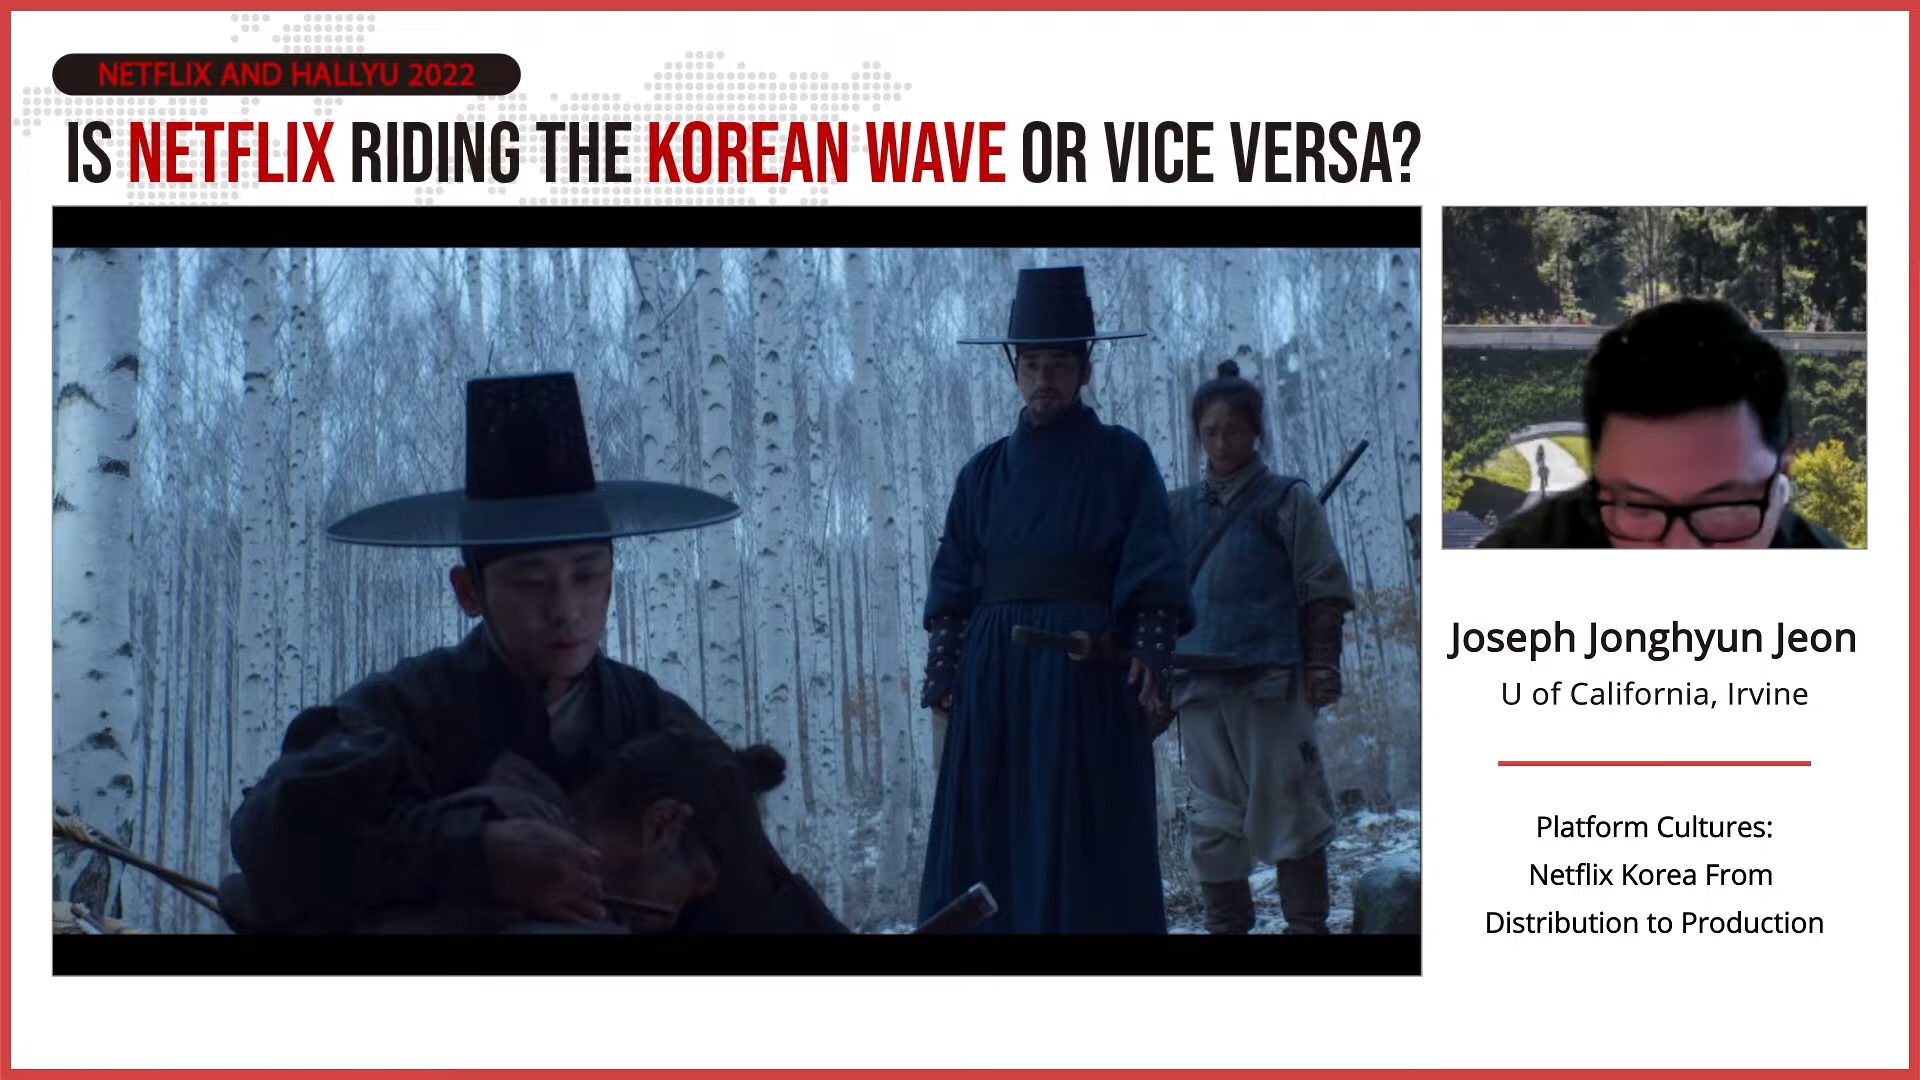 NETFLIX AND HALLYU 2022
IS NETFLIX RIDING THE KOREAN WAVE OR VICE VERSA?
Joseph Jonghyun Jeon
U of California, Irvine
Platform Cultures:
Netflix Korea From
Distribution to Production